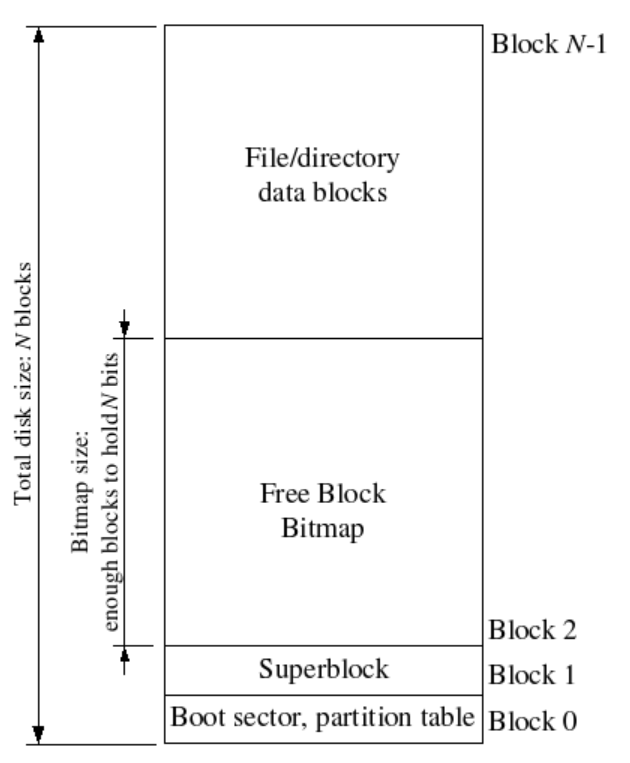 Block N-1
File/directory
data blocks
Total disk size: N blocks
Bitmap size:
enough blocks to hold N bits
Free Block
Bitmap
Block 2
Superblock
Block 1
Boot sector, partition table
Block 0